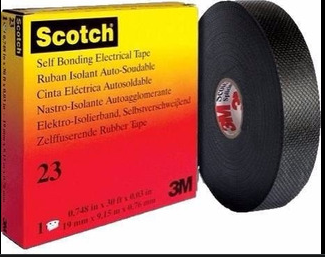 Scotch
Self Bonding Electrical Tape
Ruban Isolant Auto-Soudable
Cinta Eléctrica Autosoldable
Nastro-Isolante Autoagglomerante
Elektro-Isolierband, Selbstverschweißend
Zelffuserende Rubber Tape
23
3M
1
0.748 in x 30 ft x 0.03 in
19 mm x 9,15 m x 0,76 mm
Scotch
3M